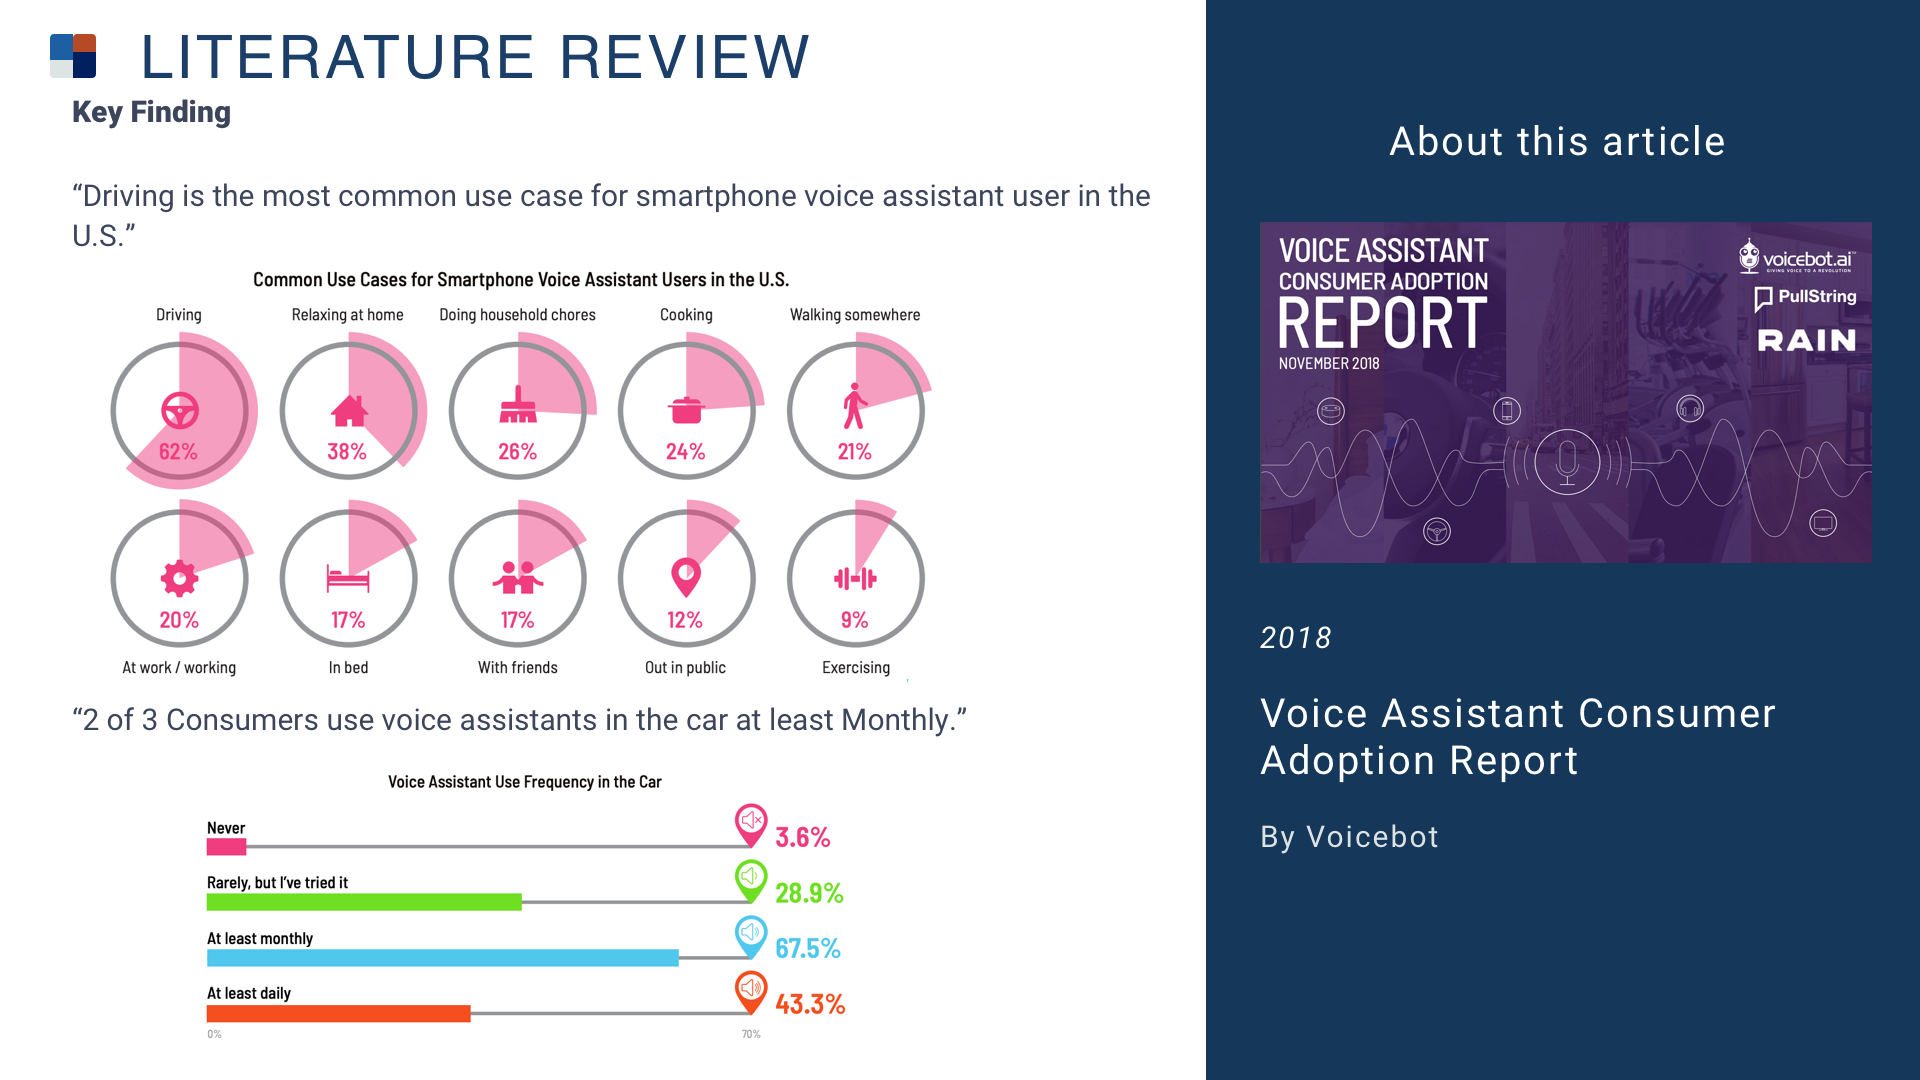 LITERATURE REVIEW
Key Finding
“Driving is the most common use case for smartphone voice assistant user in the
U.S.”
Common Use Cases for Smartphone Voice Assistant Users in the U.S.
Driving
Relaxing at home
Doing household chores
Cooking
Walking somewhere
62%
38%
26%
24%
21%
20%
17%
17%
12%
9%
At work / working
In bed
With friends
Out in public
Exercising
“2 of 3 Consumers use voice assistants in the car at least Monthly.”
Voice Assistant Use Frequency in the Car
Never
3.6%
Rarely, but I've tried it
28.9%
At least monthly
67.5%
At least daily
43.3%
0%
70%
About this article
VOICE ASSISTANT
CONSUMER ADOPTION
REPORT
NOVEMBER 2018
voicebot.ai™
GIVING VOICE TO A REVOLUTION
PullString
RAIN
2018
Voice Assistant Consumer
Adoption Report
By Voicebot